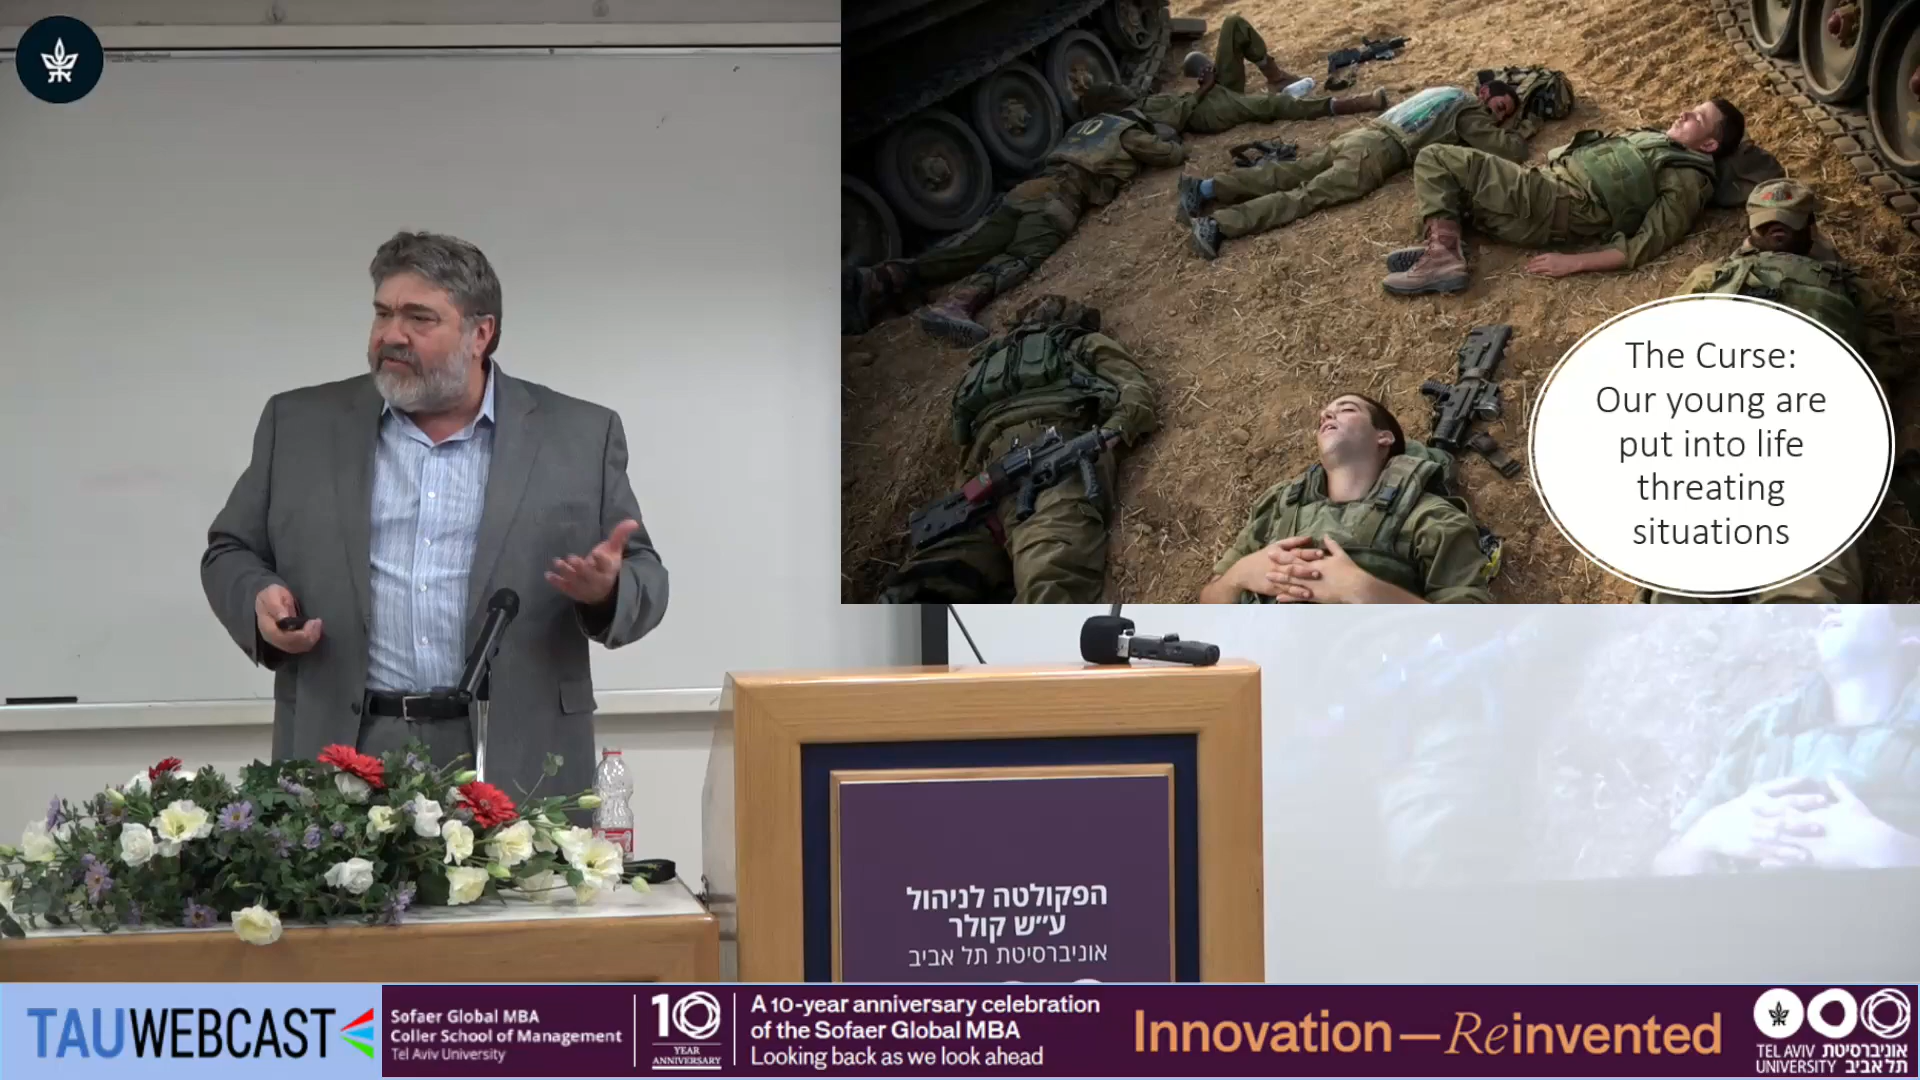 The Curse:
Our young are
put into life
threating
situations
הפקולטה לניהול
ע״ש קולר
אוניברסיטת תל אביב
TAUWEBCAST
Sofaer Global MBA
Coller School of Management
Tel Aviv University
10
YEAR
ANNIVERSARY
A 10-year anniversary celebration
of the Sofaer Global MBA
Looking back as we look ahead
Innovation—Reinvented
TEL AVIV אוניברסיטת
UNIVERSITY תל אביב